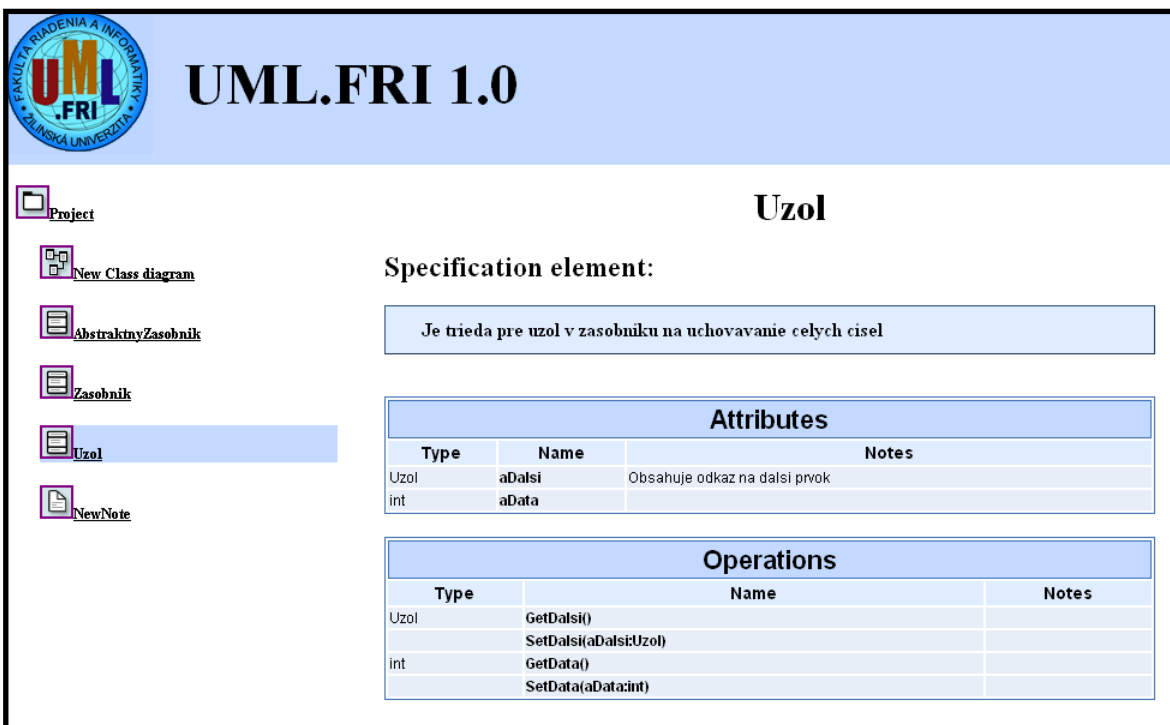 FAKULTA RIADENIA A INFORMATIKY
UML
.FRI
ŽILINSKÁ UNIVERZITA
UML.FRI 1.0
Project
New Class diagram
AbstraktnyZasobnik
Zasobnik
Uzol
NewNote
Uzol
Specification element:
Je trieda pre uzol v zasobniku na uchovavanie celych cisel
Attributes
Type Name Notes
Uzol aDalsi Obsahuje odkaz na dalsi prvok
int aData
Operations
Type Name Notes
Uzol GetDalsi()
SetDalsi(aDalsi:Uzol)
int GetData()
SetData(aData:int)